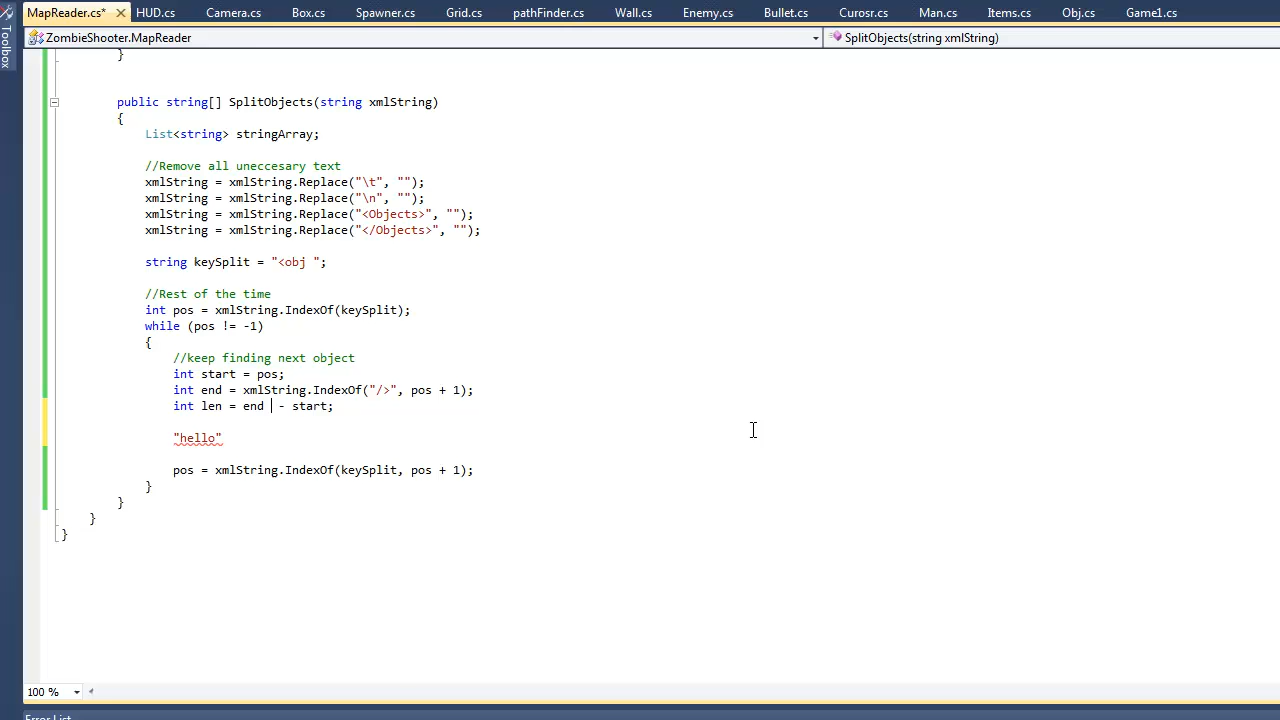 MapReader.cs* HUD.cs Camera.cs Box.cs Spawner.cs Grid.cs pathFinder.cs Wall.cs Enemy.cs Bullet.cs Curosr.cs Man.cs Items.cs Obj.cs Game1.cs
Toolbox
ZombieShooter.MapReader SplitObjects(string xmlString)
}
public string[] SplitObjects(string xmlString)
{
List<string> stringArray;
//Remove all uneccesary text
xmlString = xmlString.Replace("\t", "");
xmlString = xmlString.Replace("\n", "");
xmlString = xmlString.Replace("<Objects>", "");
xmlString = xmlString.Replace("</Objects>", "");
string keySplit = "<obj ";
//Rest of the time
int pos = xmlString.IndexOf(keySplit);
while (pos != -1)
{
//keep finding next object
int start = pos;
int end = xmlString.IndexOf("/>", pos + 1);
int len = end - start;
"hello"
pos = xmlString.IndexOf(keySplit, pos + 1);
}
}
}
}
100 %
Error List